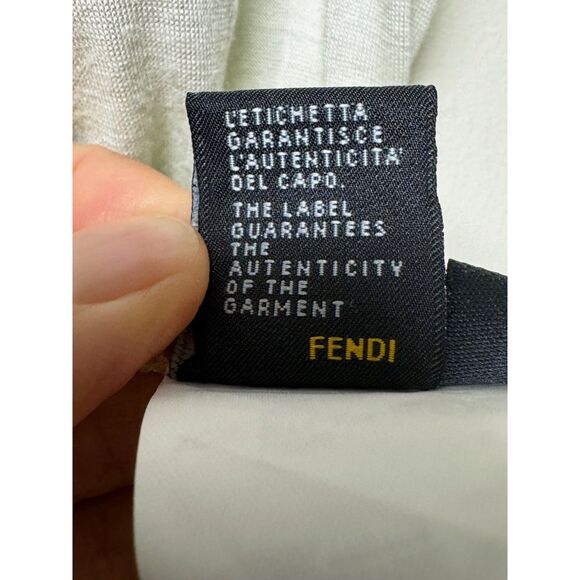 L'ETICHETTA
GARANTISCE
L'AUTENTICITA'
DEL CAPO.
THE LABEL
GUARANTEES
THE
AUTENTICITY
OF THE
GARMENT
FENDI